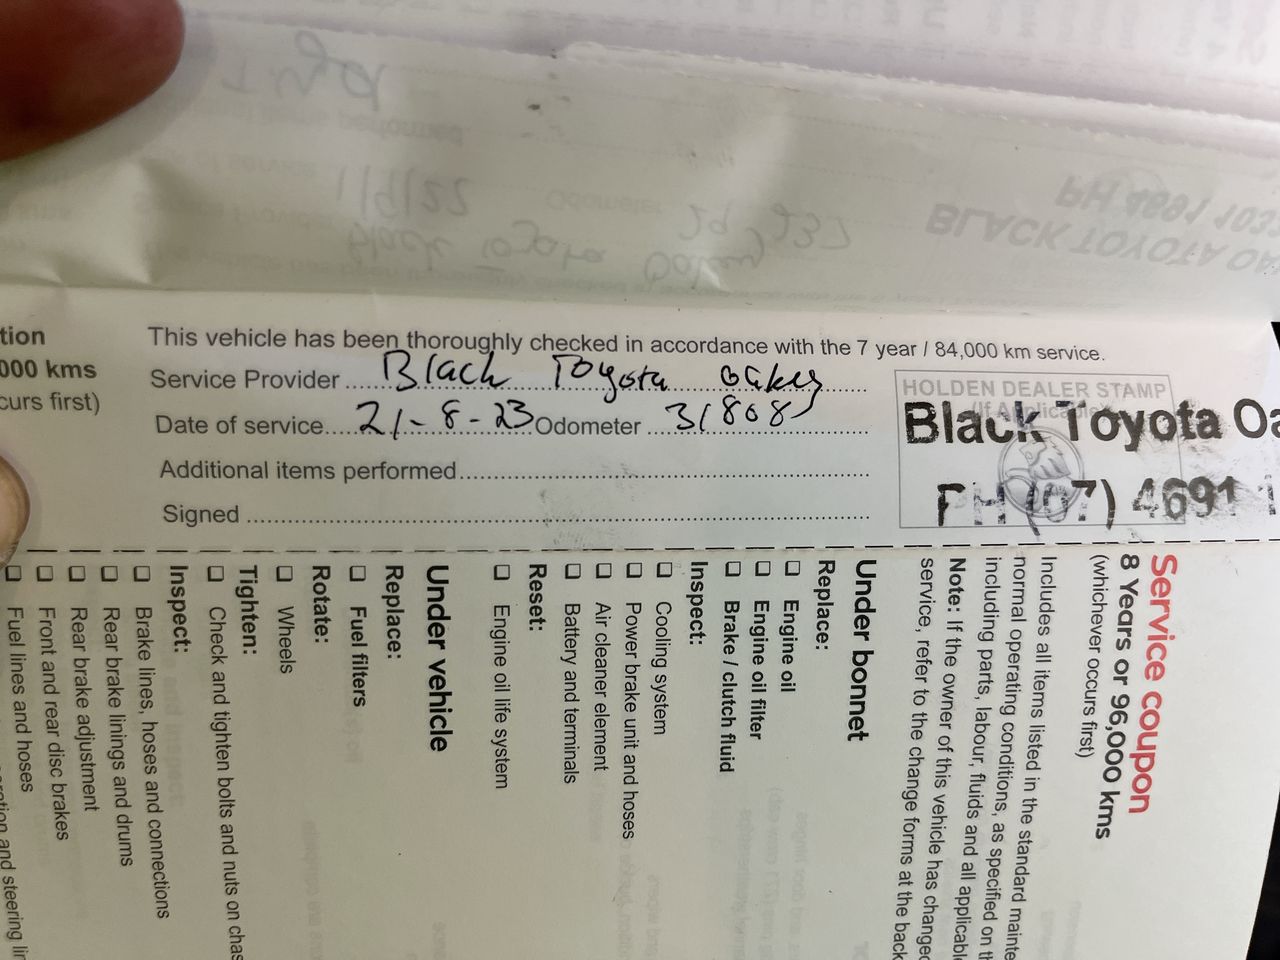 tion
000 kms
curs first)
This vehicle has been thoroughly checked in accordance with the 7 year / 84,000 km service.
Service Provider Black Toyota Oakey
Date of service 21-8-23 Odometer 31808
Additional items performed
Signed
HOLDEN DEALER STAMP
(If Applicable)
Black Toyota Oa
PH (07) 4691 1
Service coupon
8 Years or 96,000 kms
(whichever occurs first)
Includes all items listed in the standard mainte
normal operating conditions, as specified on th
including parts, labour, fluids and all applicabl
Note: If the owner of this vehicle has changed
service, refer to the change forms at the back
Under bonnet
Replace:
Engine oil
Engine oil filter
Brake / clutch fluid
Inspect:
Cooling system
Power brake unit and hoses
Air cleaner element
Battery and terminals
Reset:
Engine oil life system
Under vehicle
Replace:
Fuel filters
Rotate:
Wheels
Tighten:
Check and tighten bolts and nuts on chas
Inspect:
Brake lines, hoses and connections
Rear brake linings and drums
Rear brake adjustment
Front and rear disc brakes
Fuel lines and hoses